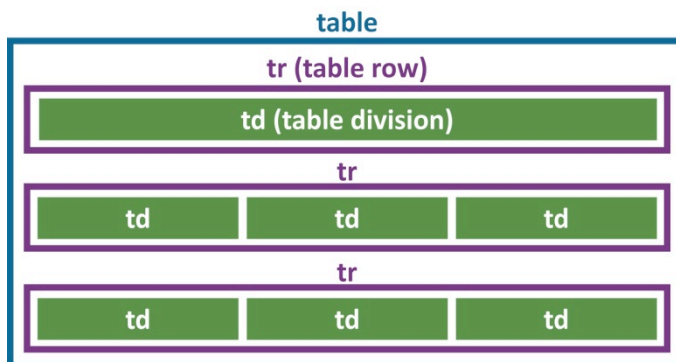 table
tr (table row)
td (table division)
tr
td td td
tr
td td td